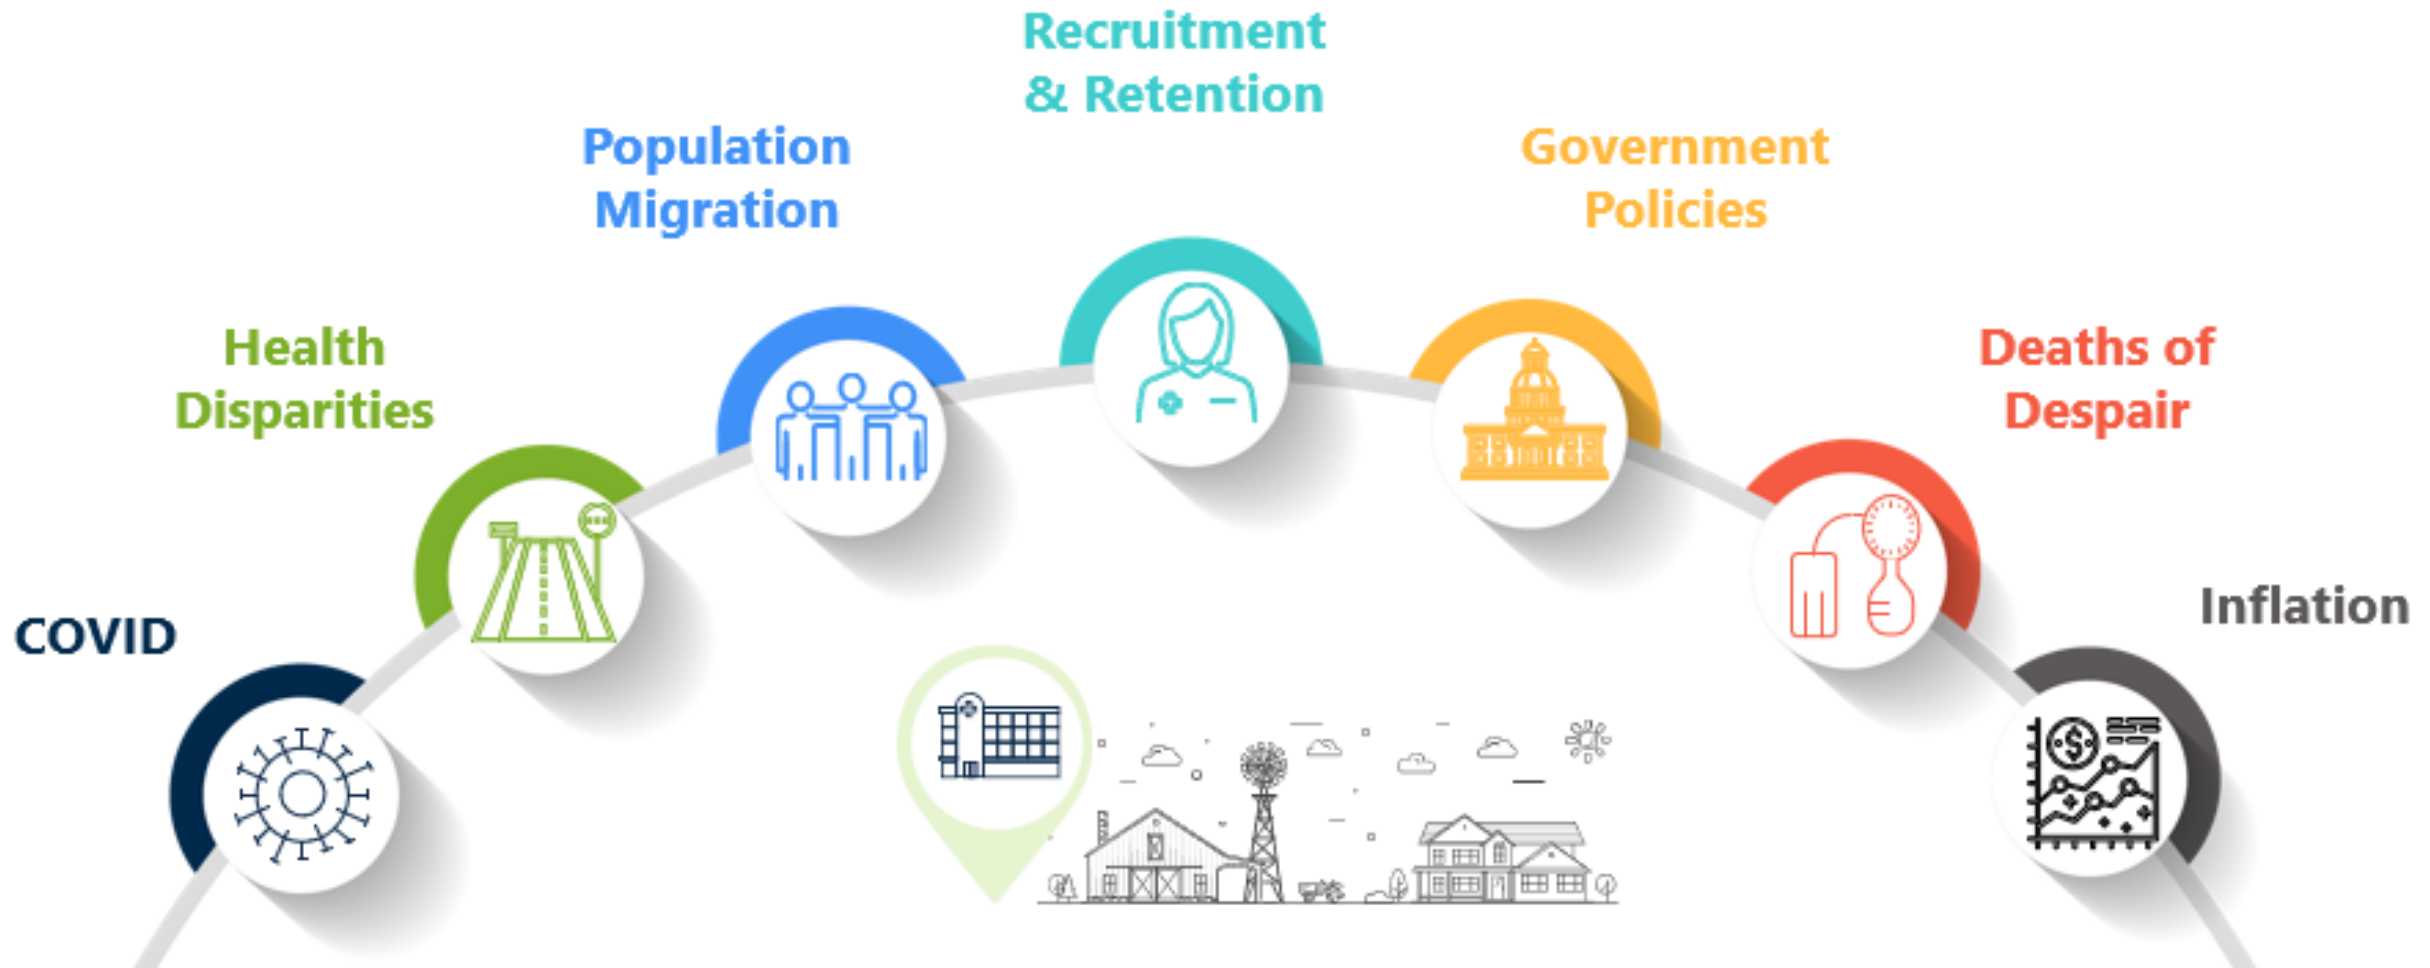 Recruitment
& Retention
Population
Migration
Government
Policies
Health
Disparities
Deaths of
Despair
COVID
Inflation
$